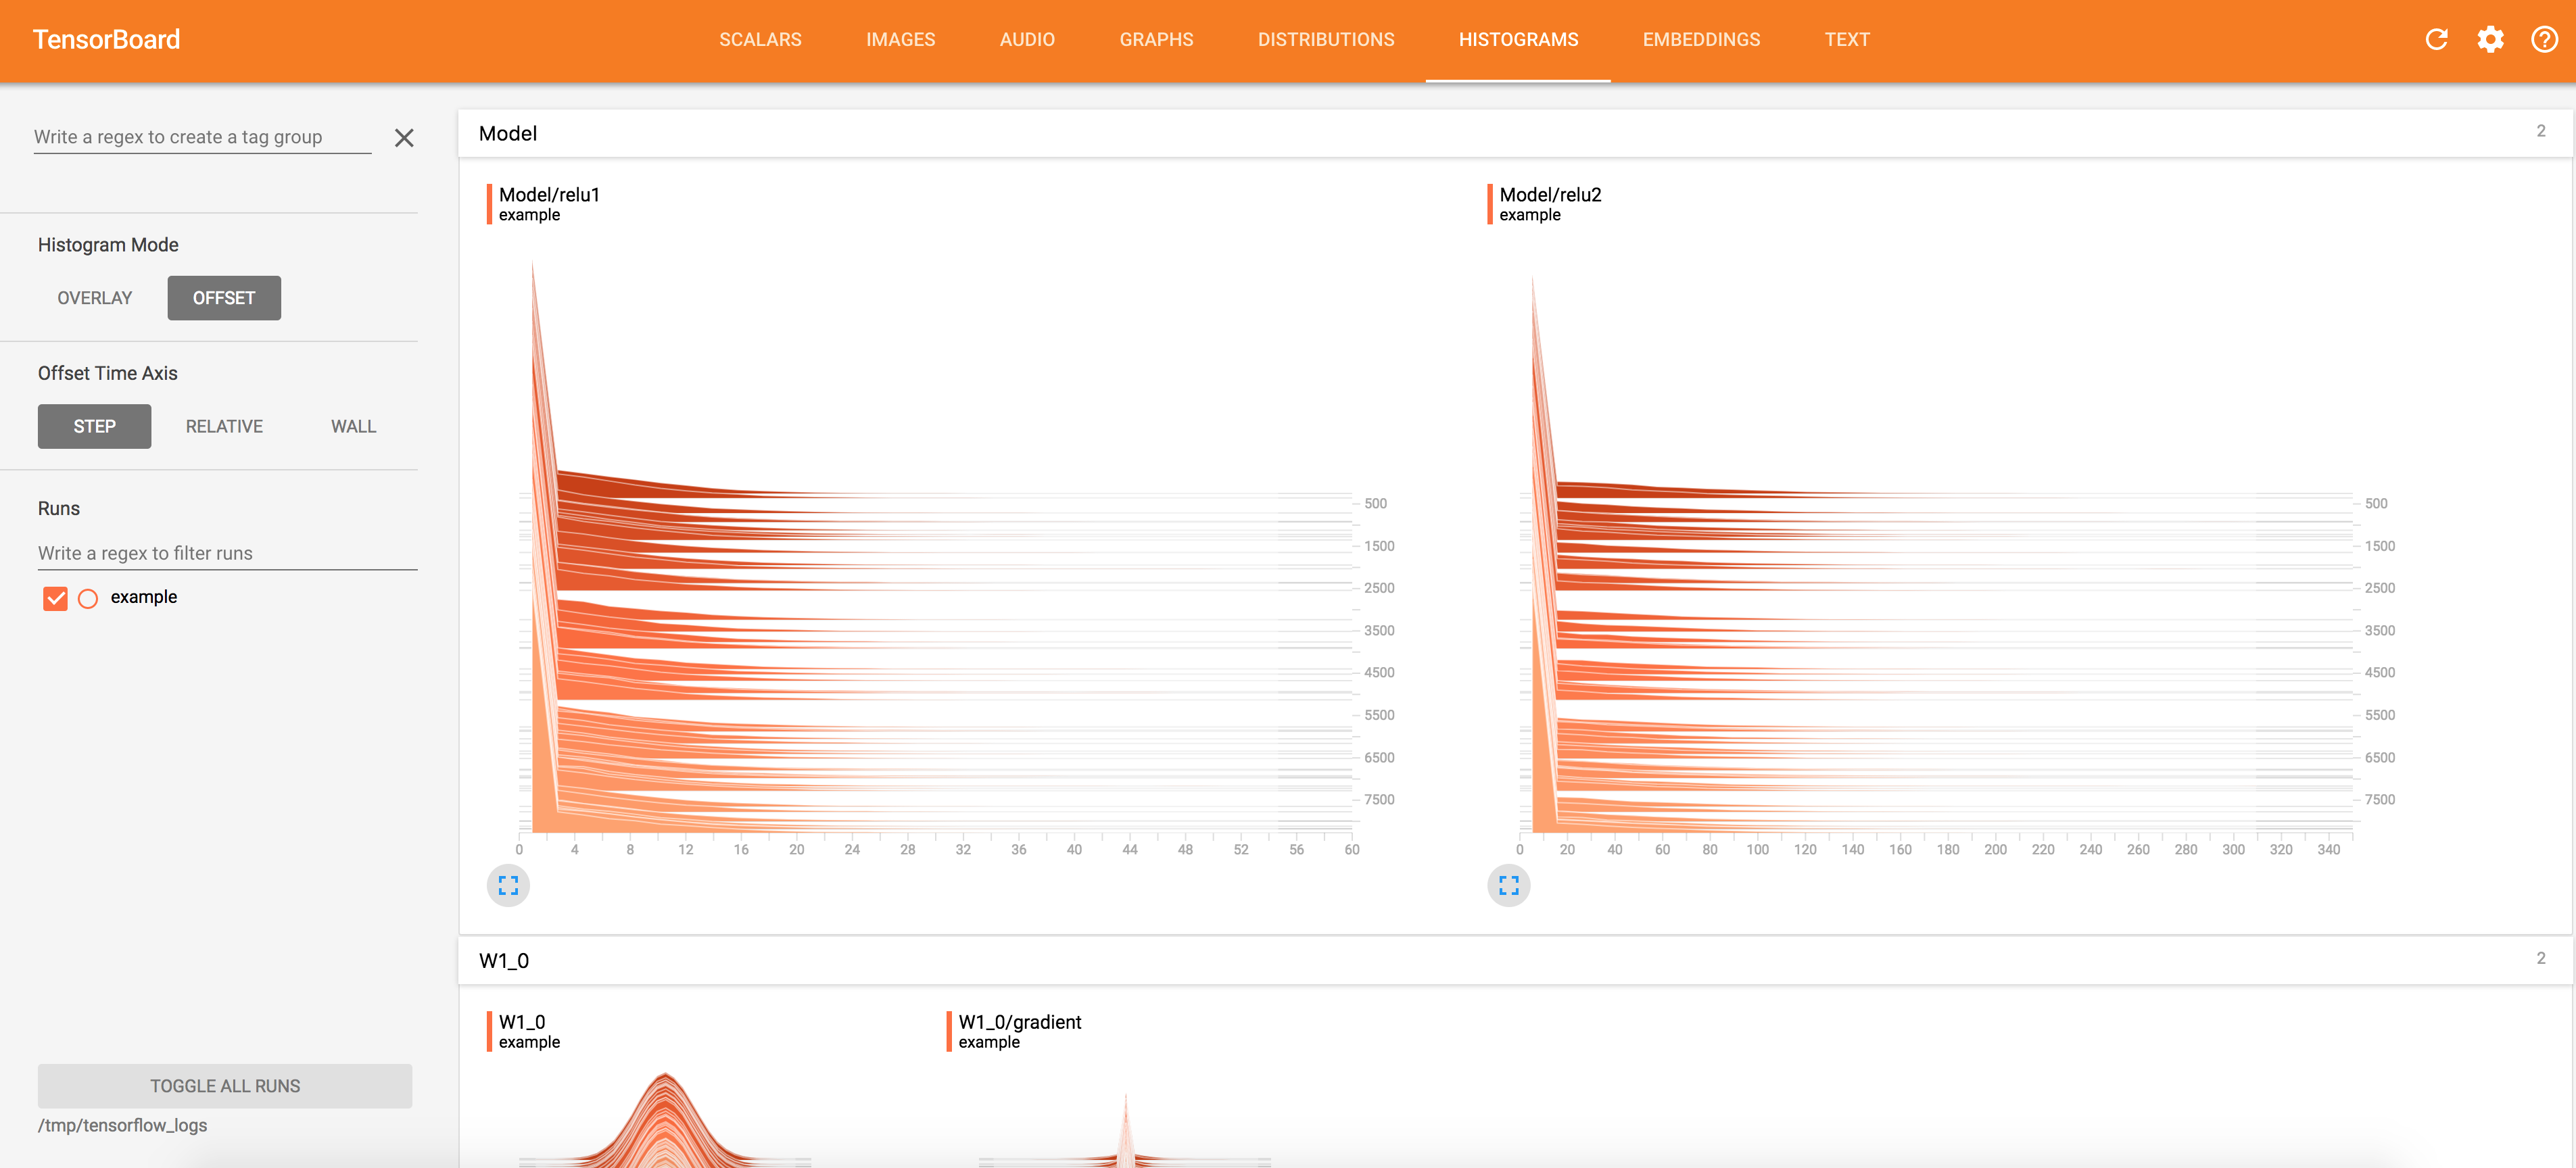 TensorBoard
SCALARS IMAGES AUDIO GRAPHS DISTRIBUTIONS HISTOGRAMS EMBEDDINGS TEXT
Write a regex to create a tag group
Histogram Mode
OVERLAY OFFSET
Offset Time Axis
STEP RELATIVE WALL
Runs
Write a regex to filter runs
example
TOGGLE ALL RUNS
/tmp/tensorflow_logs
Model 2
Model/relu1
example
500
1500
2500
3500
4500
5500
6500
7500
0 4 8 12 16 20 24 28 32 36 40 44 48 52 56 60
Model/relu2
example
500
1500
2500
3500
4500
5500
6500
7500
0 20 40 60 80 100 120 140 160 180 200 220 240 260 280 300 320 340
W1_0 2
W1_0
example
W1_0/gradient
example